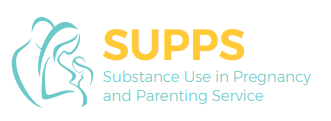 SUPPS
Substance Use in Pregnancy
and Parenting Service